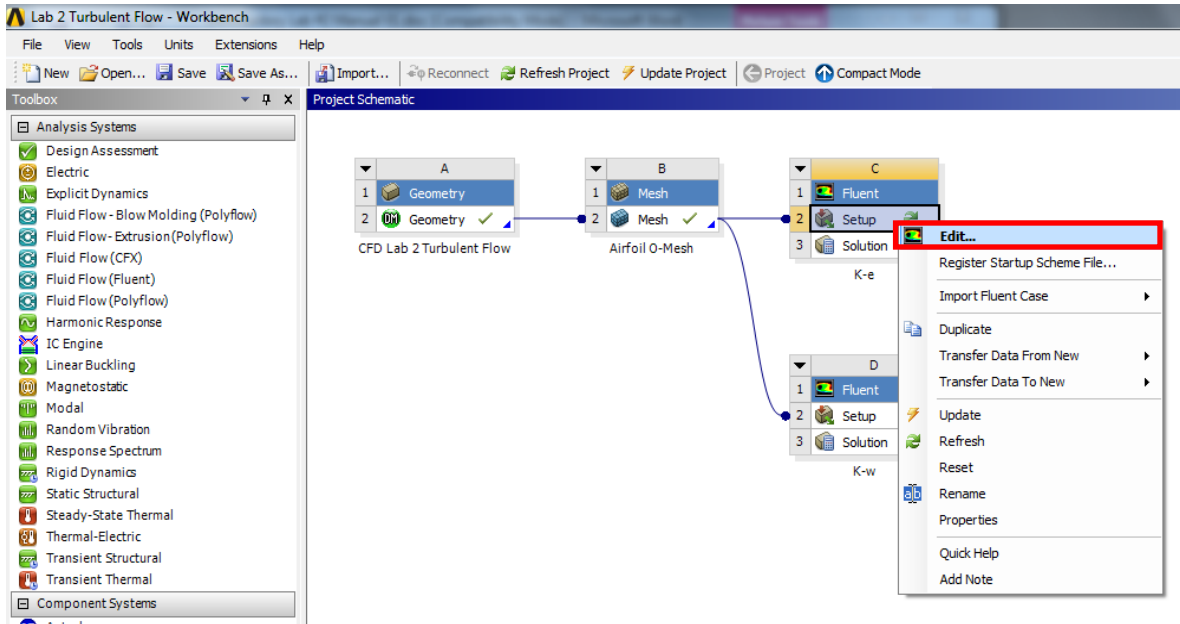 Lab 2 Turbulent Flow - Workbench
File View Tools Units Extensions Help
New Open... Save Save As... Import... Reconnect Refresh Project Update Project Project Compact Mode
Toolbox
Project Schematic
Analysis Systems
Design Assessment
Electric
Explicit Dynamics
Fluid Flow - Blow Molding (Polyflow)
Fluid Flow - Extrusion (Polyflow)
Fluid Flow (CFX)
Fluid Flow (Fluent)
Fluid Flow (Polyflow)
Harmonic Response
IC Engine
Linear Buckling
Magnetostatic
Modal
Random Vibration
Response Spectrum
Rigid Dynamics
Static Structural
Steady-State Thermal
Thermal-Electric
Transient Structural
Transient Thermal
Component Systems
A
1 Geometry
2 DM Geometry
CFD Lab 2 Turbulent Flow
B
1 Mesh
2 Mesh
Airfoil O-Mesh
C
1 Fluent
2 Setup
3 Solution
K-e
D
1 Fluent
2 Setup
3 Solution
K-w
Edit...
Register Startup Scheme File...
Import Fluent Case
Duplicate
Transfer Data From New
Transfer Data To New
Update
Refresh
Reset
Rename
Properties
Quick Help
Add Note